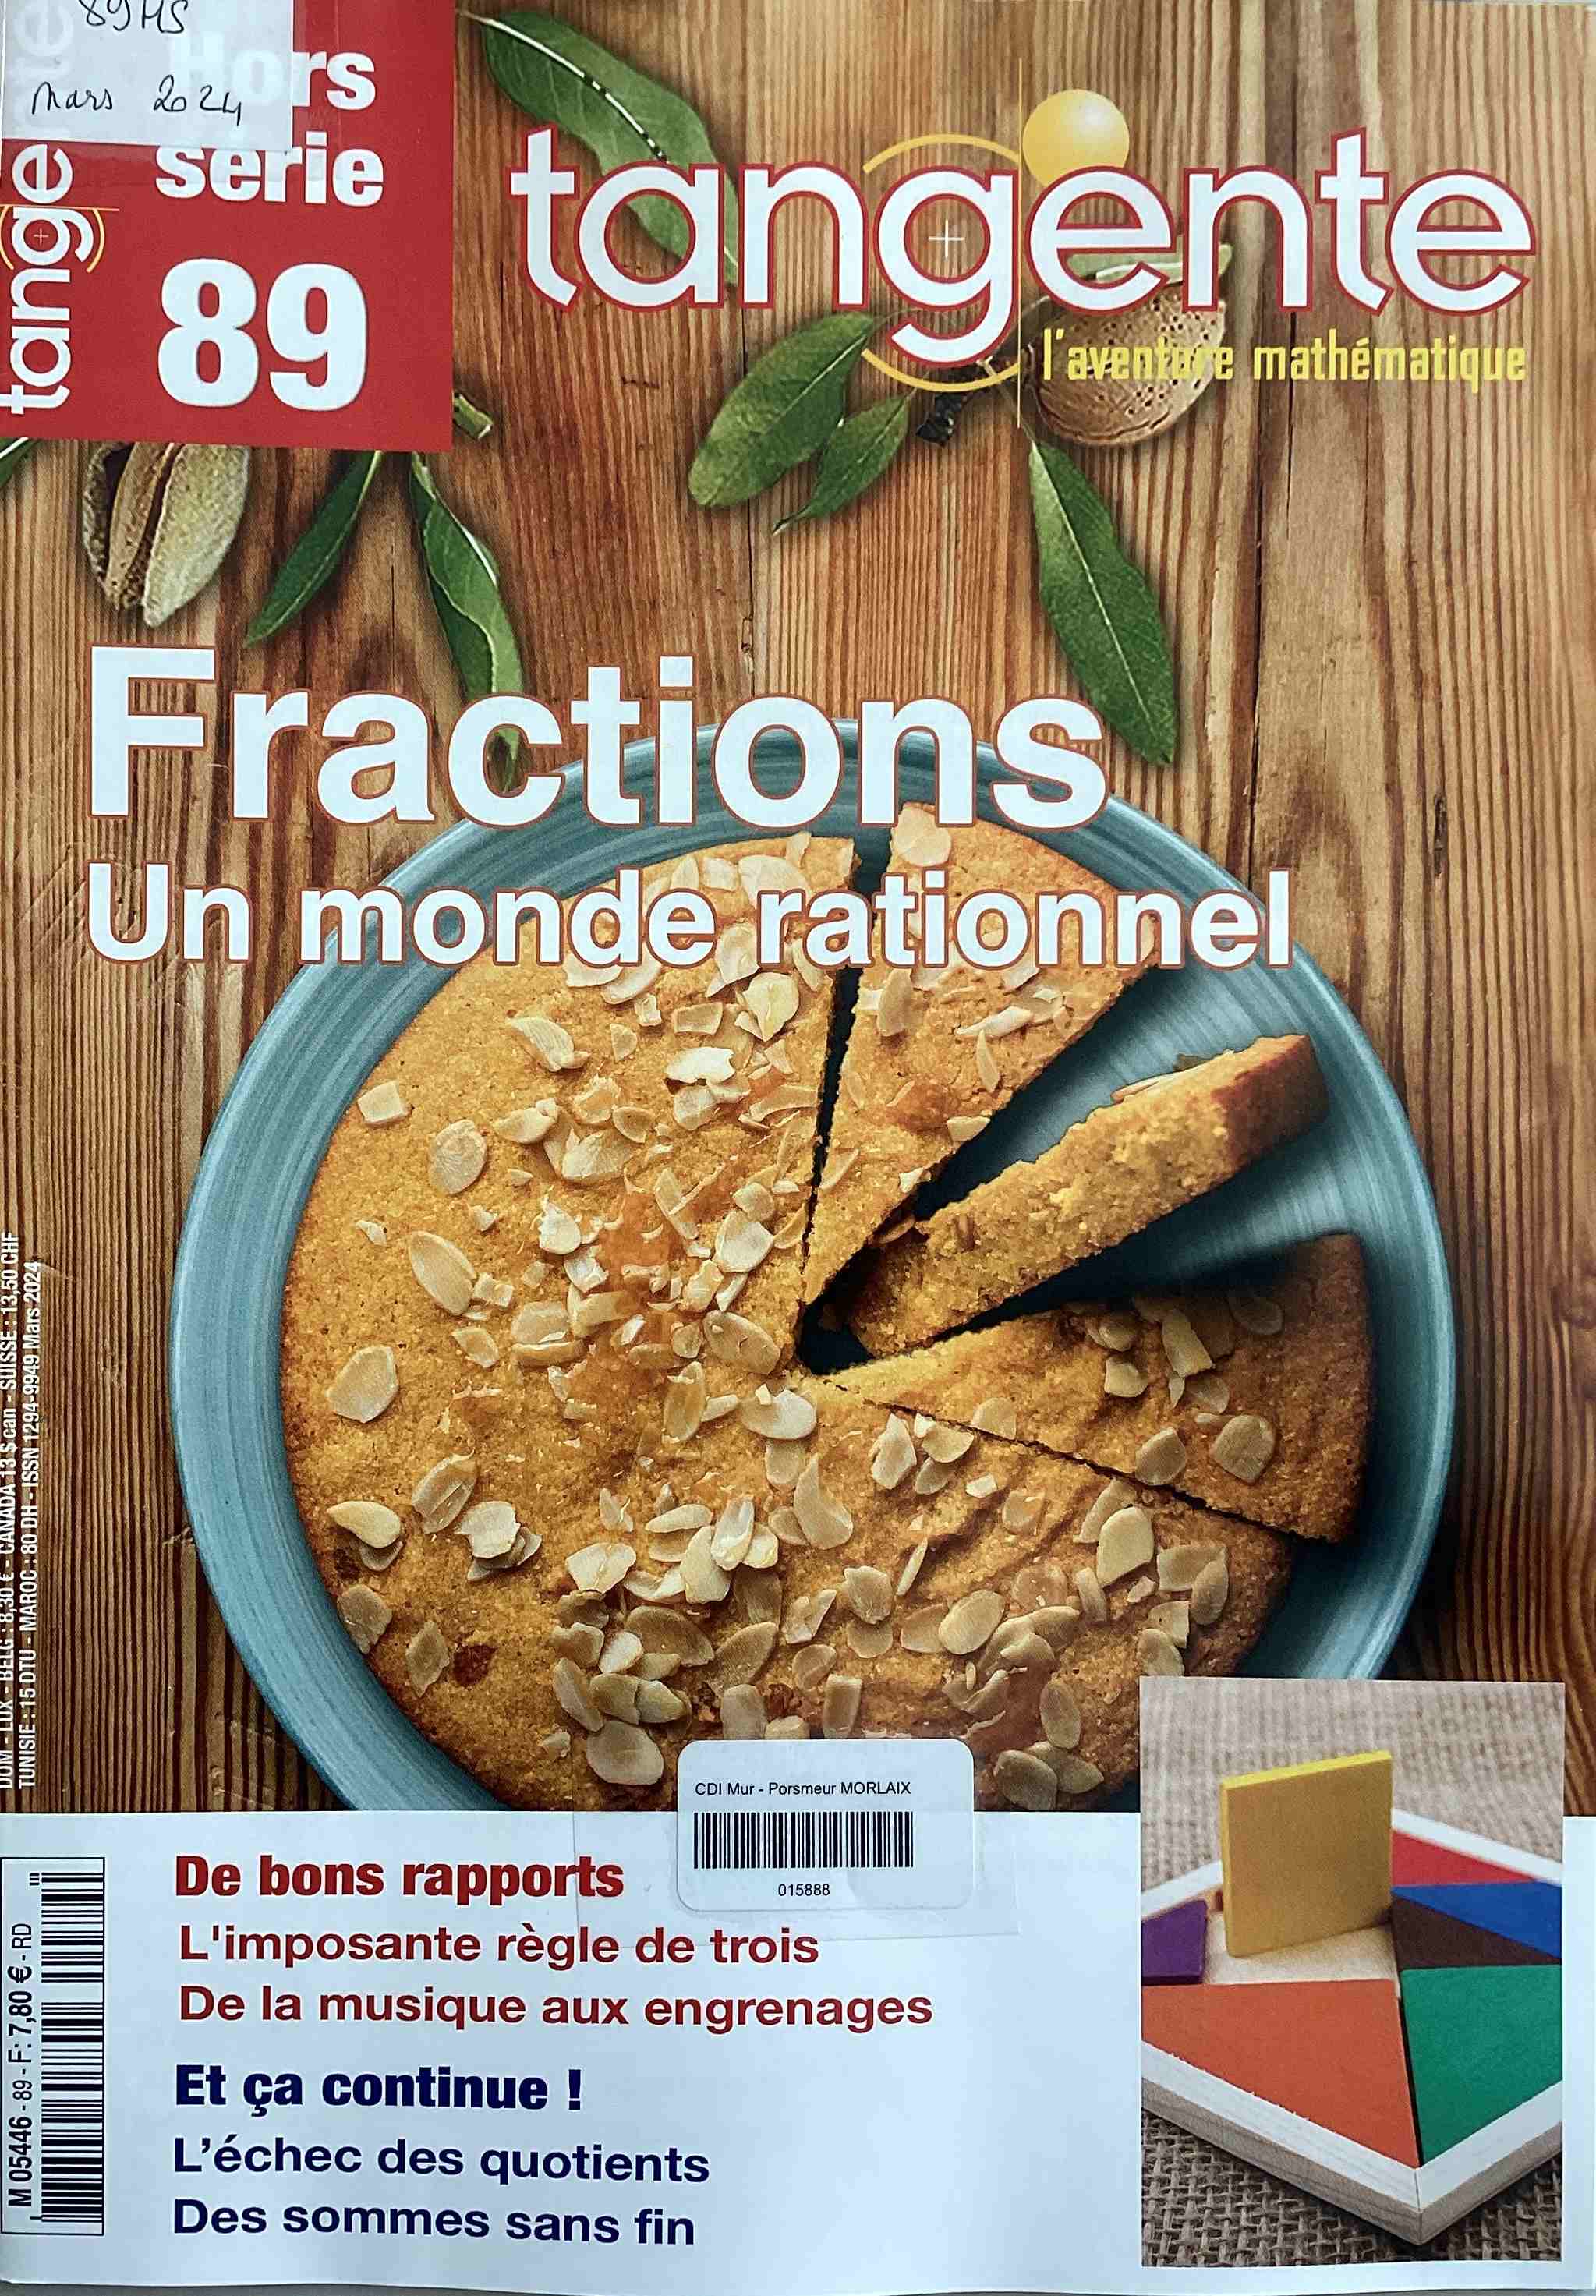 89 HS
mars 2024
Hors
série
89
tangente
tangente
l'aventure mathématique
Fractions
Un monde rationnel
DOM - LUX - BELG : 8,30 € - CANADA 13 $ can - SUISSE : 13,50 CHF
TUNISIE : 15 DTU - MAROC : 80 DH - ISSN 1294-9949 Mars 2024
CDI Mur - Porsmeur MORLAIX
015888
De bons rapports
L'imposante règle de trois
De la musique aux engrenages
Et ça continue !
L'échec des quotients
Des sommes sans fin
M 05446 - 89 - F: 7,80 € - RD